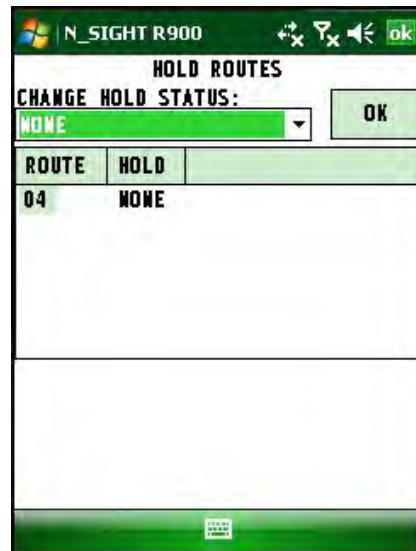 N_SIGHT R900 ok
HOLD ROUTES
CHANGE HOLD STATUS:
NONE OK
ROUTE HOLD
04 NONE